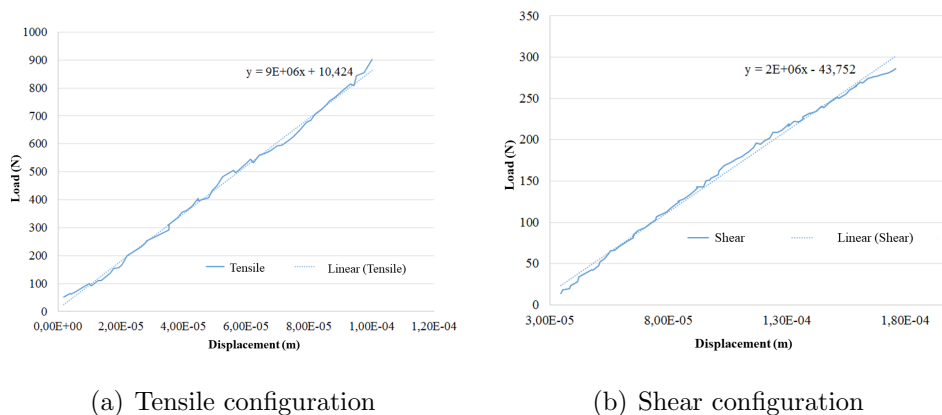 1000
900
800
700
600
500
400
300
200
100
0
Load (N)
y = 9E+06x + 10,424
Tensile
Linear (Tensile)
0,00E+00
2,00E-05
4,00E-05
6,00E-05
8,00E-05
1,00E-04
1,20E-04
Displacement (m)
(a) Tensile configuration
350
300
250
200
150
100
50
0
Load (N)
y = 2E+06x - 43,752
Shear
Linear (Shear)
3,00E-05
8,00E-05
1,30E-04
1,80E-04
Displacement (m)
(b) Shear configuration